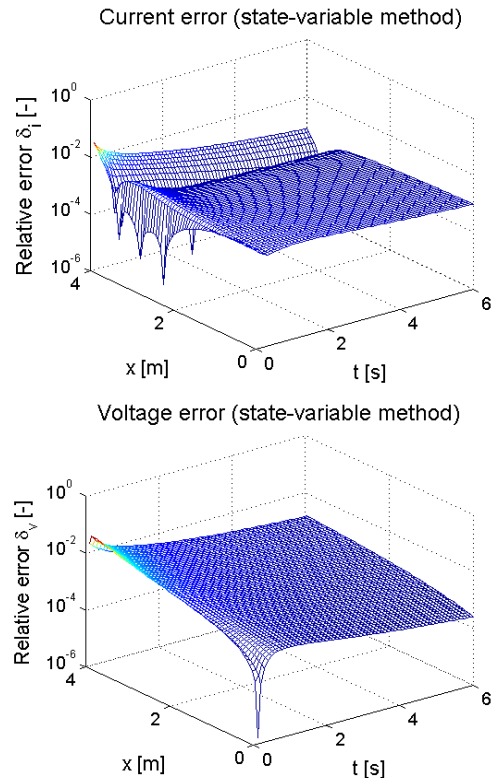 Current error (state-variable method)
Relative error δi [-]
10^0
10^-2
10^-4
10^-6
4
2
0
x [m]
0
2
4
6
t [s]
Voltage error (state-variable method)
Relative error δv [-]
10^0
10^-2
10^-4
10^-6
4
2
0
x [m]
0
2
4
6
t [s]